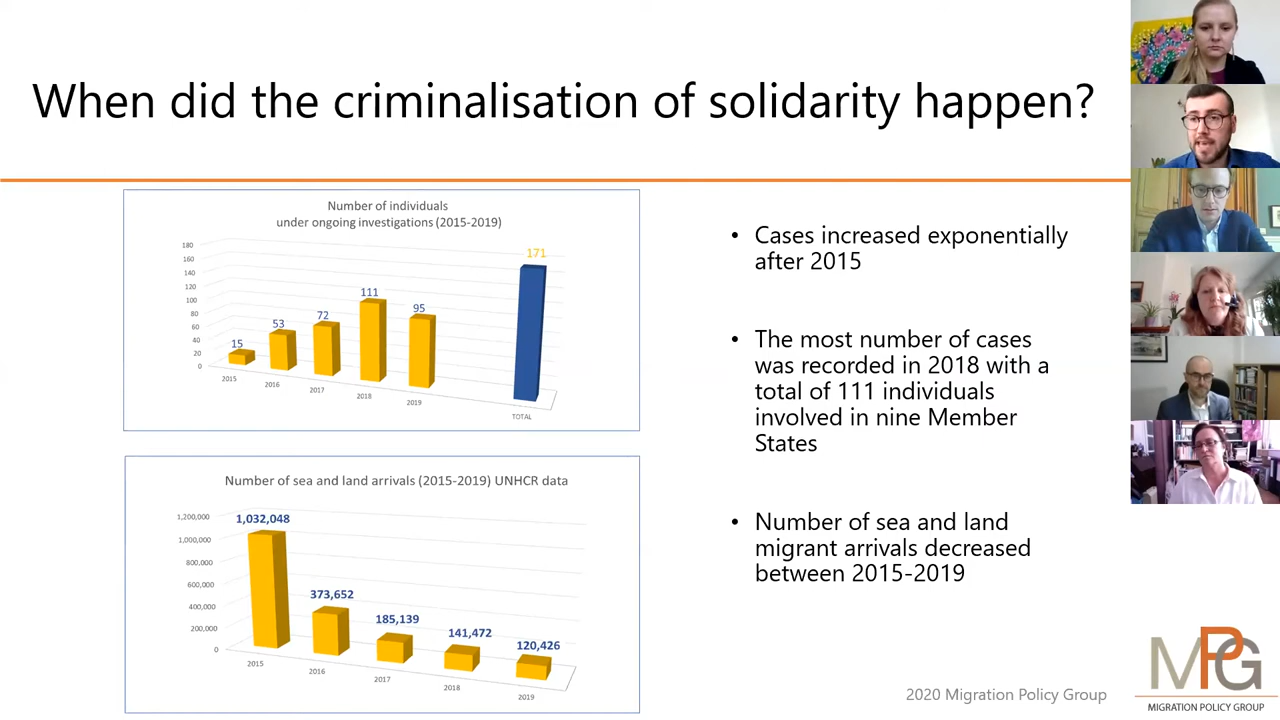 When did the criminalisation of solidarity happen?
Number of individuals
under ongoing investigations (2015-2019)
180
160
140
120
100
80
60
40
20
0
15
53
72
111
95
171
2015
2016
2017
2018
2019
TOTAL
Number of sea and land arrivals (2015-2019) UNHCR data
1,200,000
1,000,000
800,000
600,000
400,000
200,000
0
1,032,048
373,652
185,139
141,472
120,426
2015
2016
2017
2018
2019
• Cases increased exponentially
after 2015
• The most number of cases
was recorded in 2018 with a
total of 111 individuals
involved in nine Member
States
• Number of sea and land
migrant arrivals decreased
between 2015-2019
2020 Migration Policy Group
MPG
MIGRATION POLICY GROUP